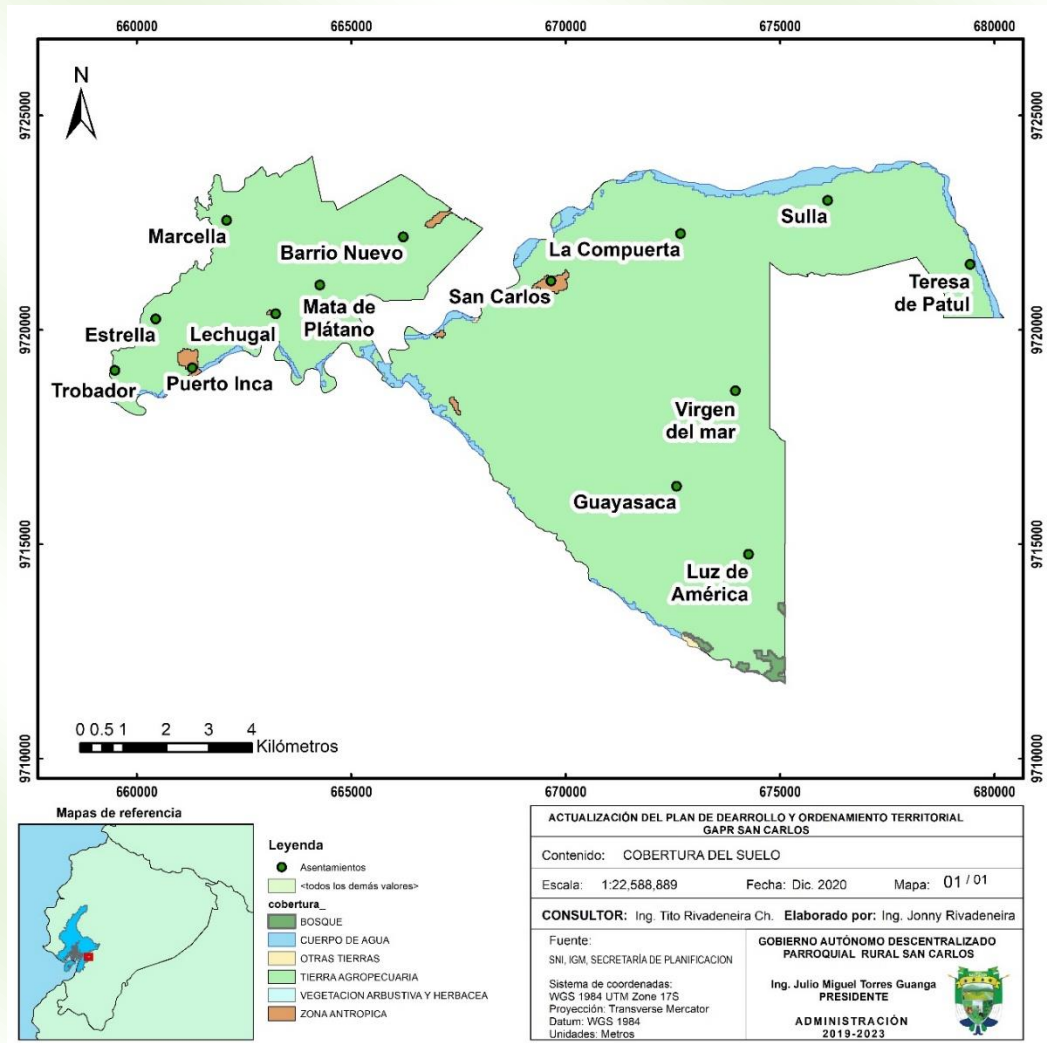 660000 665000 670000 675000 680000
N
9725000 9725000
9720000 9720000
9715000 9715000
9710000 9710000
Marcella
Barrio Nuevo
Sulla
La Compuerta
Teresa
de Patul
San Carlos
Mata de
Plátano
Estrella
Lechugal
Trobador
Puerto Inca
Virgen
del mar
Guayasaca
Luz de
América
0 0.5 1 2 3 4
Kilómetros
660000 665000 670000 675000 680000
Mapas de referencia
Leyenda
Asentamientos
<todos los demás valores>
cobertura_
BOSQUE
CUERPO DE AGUA
OTRAS TIERRAS
TIERRA AGROPECUARIA
VEGETACION ARBUSTIVA Y HERBACEA
ZONA ANTROPICA
ACTUALIZACIÓN DEL PLAN DE DEARROLLO Y ORDENAMIENTO TERRITORIAL
GAPR SAN CARLOS
Contenido: COBERTURA DEL SUELO
Escala: 1:22,588,889 Fecha: Dic. 2020 Mapa: 01 / 01
CONSULTOR: Ing. Tito Rivadeneira Ch. Elaborado por: Ing. Jonny Rivadeneira
Fuente:
SNI, IGM, SECRETARÍA DE PLANIFICACION
Sistema de coordenadas:
WGS 1984 UTM Zone 17S
Proyección: Transverse Mercator
Datum: WGS 1984
Unidades: Metros
GOBIERNO AUTÓNOMO DESCENTRALIZADO
PARROQUIAL RURAL SAN CARLOS
Ing. Julio Miguel Torres Guanga
PRESIDENTE
ADMINISTRACIÓN
2019-2023